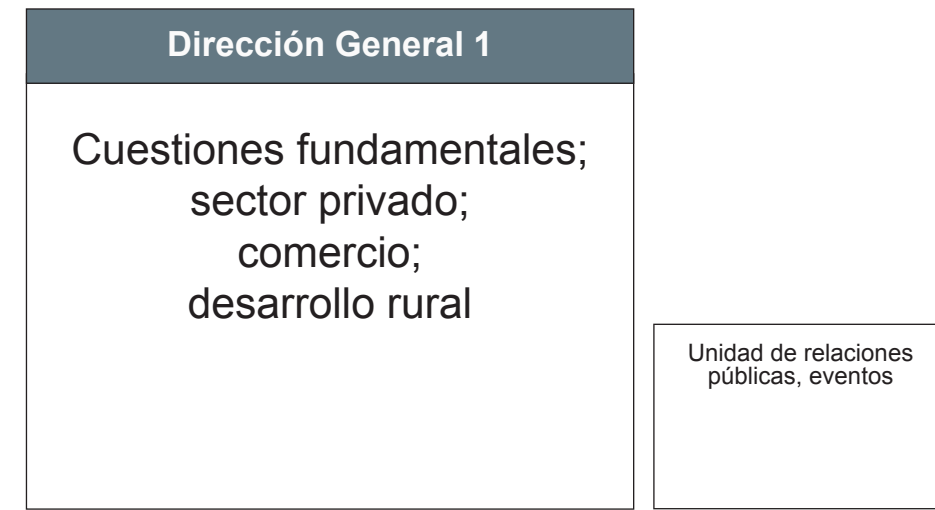 Dirección General 1
Cuestiones fundamentales;
sector privado;
comercio;
desarrollo rural
Unidad de relaciones
públicas, eventos